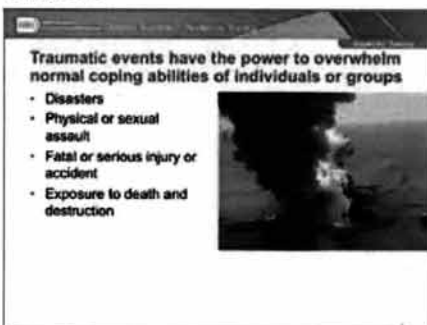 Traumatic events have the power to overwhelm
normal coping abilities of individuals or groups
• Disasters
• Physical or sexual
assault
• Fatal or serious injury or
accident
• Exposure to death and
destruction